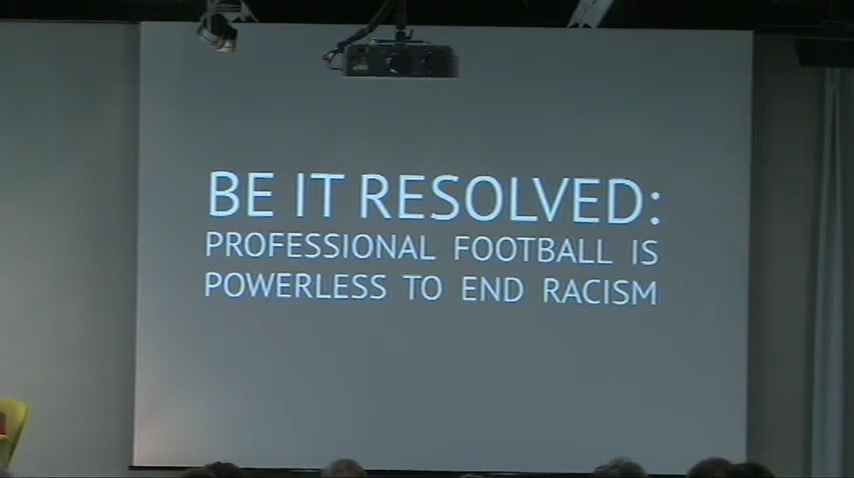 BE IT RESOLVED:
PROFESSIONAL FOOTBALL IS
POWERLESS TO END RACISM